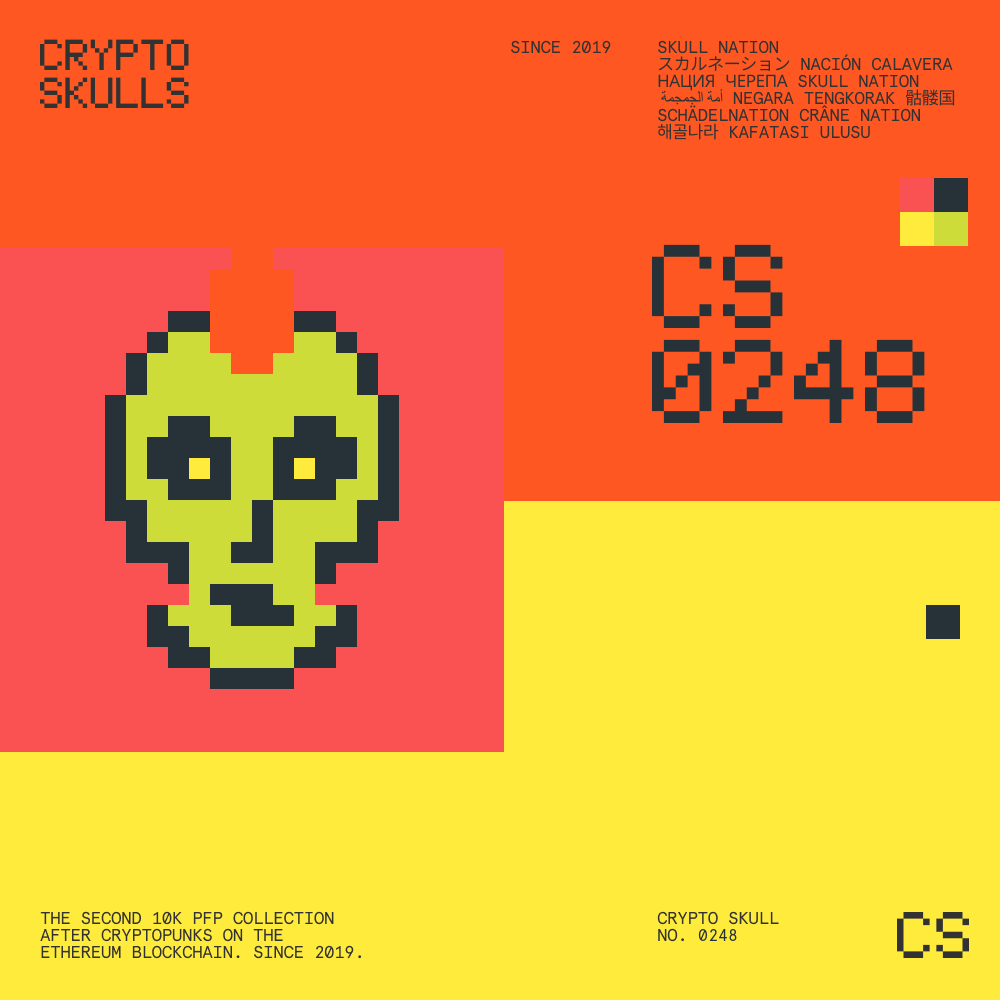 CRYPTO
SKULLS
SINCE 2019
SKULL NATION
スカルネーション NACIÓN CALAVERA
НАЦИЯ ЧЕРЕПА SKULL NATION
أمة الجمجمة NEGARA TENGKORAK 骷髅国
SCHÄDELNATION CRÂNE NATION
해골나라 KAFATASI ULUSU
CS
0248
THE SECOND 10K PFP COLLECTION
AFTER CRYPTOPUNKS ON THE
ETHEREUM BLOCKCHAIN. SINCE 2019.
CRYPTO SKULL
NO. 0248
CS